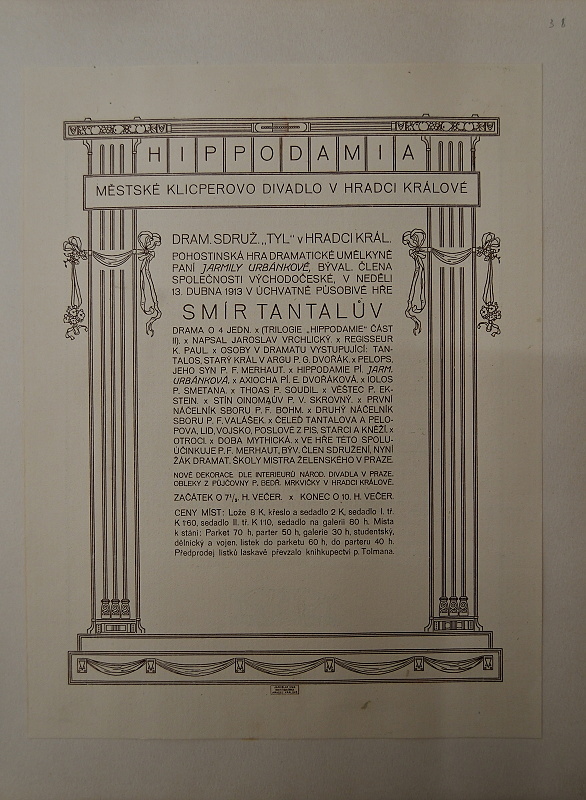 38
HIPPODAMIA
MĚSTSKÉ KLICPEROVO DIVADLO V HRADCI KRÁLOVÉ
DRAM. SDRUŽ. „TYL" V HRADCI KRÁL.
POHOSTINSKÁ HRA DRAMATICKÉ UMĚLKYNĚ
PANÍ JARMILY URBÁNKOVÉ, BÝVAL. ČLENA
SPOLEČNOSTI VÝCHODOČESKÉ, V NEDĚLI
13. DUBNA 1913 V ÚCHVATNĚ PŮSOBIVÉ HŘE
SMÍR TANTALŮV
DRAMA O 4 JEDN. x (TRILOGIE „HIPPODAMIE" ČÁST
II). x NAPSAL JAROSLAV VRCHLICKÝ. x REGISSEUR
K. PAUL. x OSOBY V DRAMATU VYSTUPUJÍCÍ: TAN-
TALOS, STARÝ KRÁL V ARGU P. G. DVOŘÁK. x PELOPS,
JEHO SYN P. F. MERHAUT. x HIPPODAMIE PÍ. JARM.
URBÁNKOVÁ. x AXIOCHA PÍ. E. DVOŘÁKOVÁ. x IOLOS
P. SMETANA. x THOAS P. SOUDIL. x VĚŠTEC P. EK-
STEIN. x STÍN OINOMAŮV P. V. SKROVNÝ. x PRVNÍ
NÁČELNÍK SBORU P. F. BOHM. x DRUHÝ NÁČELNÍK
SBORU P. F. VALÁŠEK. x ČELEĎ TANTALOVA A PELO-
POVA, LID, VOJSKO, POSLOVÉ Z PIS, STARCI A KNĚŽÍ. x
OTROCI. x DOBA MYTHICKÁ. x VE HŘE TÉTO SPOLU-
ÚČINKUJE P. F. MERHAUT, BÝV. ČLEN SDRUŽENÍ, NYNÍ
ŽÁK DRAMAT. ŠKOLY MISTRA ŽELENSKÉHO V PRAZE.
NOVÉ DEKORACE DLE INTERIEURŮ NÁROD. DIVADLA V PRAZE.
OBLEKY Z PŮJČOVNY P. BEDŘ. MRKVIČKY V HRADCI KRÁLOVÉ.
ZAČÁTEK O 7½ H. VEČER. x KONEC O 10. H. VEČER.
CENY MÍST: Lože 8 K, křeslo a sedadlo 2 K, sedadlo I. tř.
K 1·60, sedadlo II. tř. K 1·10, sedadlo na galerii 80 h. Místa
k stání: Parket 70 h, parter 50 h, galerie 30 h, studentský,
dělnický a vojen. lístek do parketu 60 h, do parteru 40 h.
Předprodej lístků laskavě převzalo knihkupectví p. Tolmana.